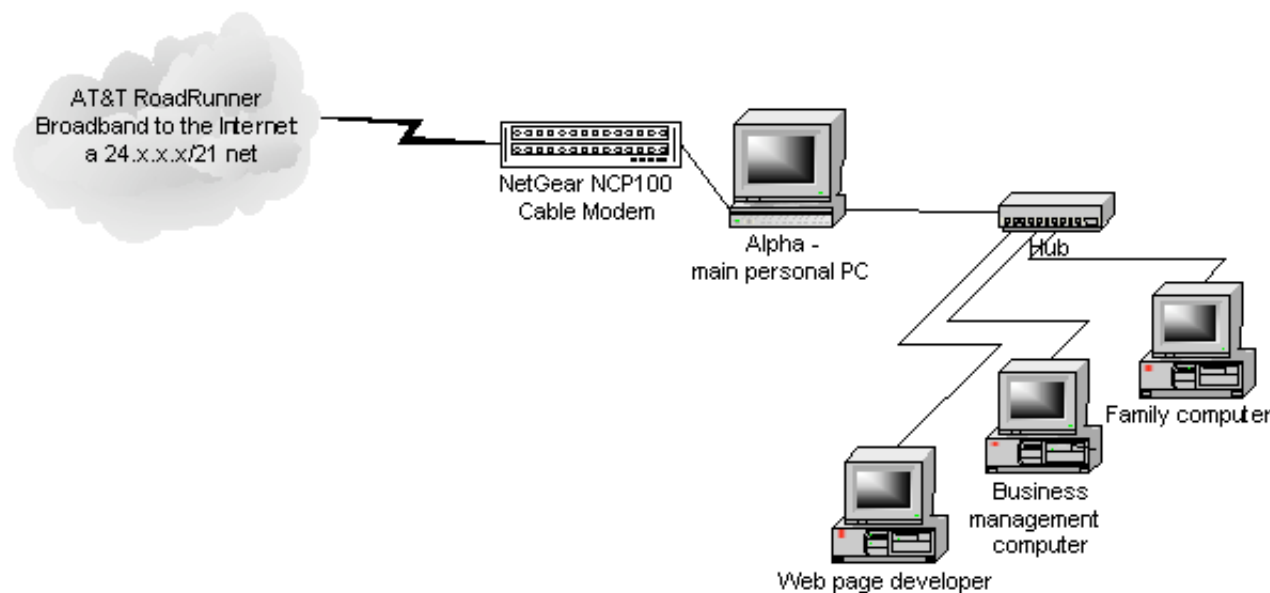 AT&T RoadRunner
Broadband to the Internet
a 24.x.x.x/21 net
NetGear NCP100
Cable Modem
Alpha -
main personal PC
Hub
Family computer
Business
management
computer
Web page developer